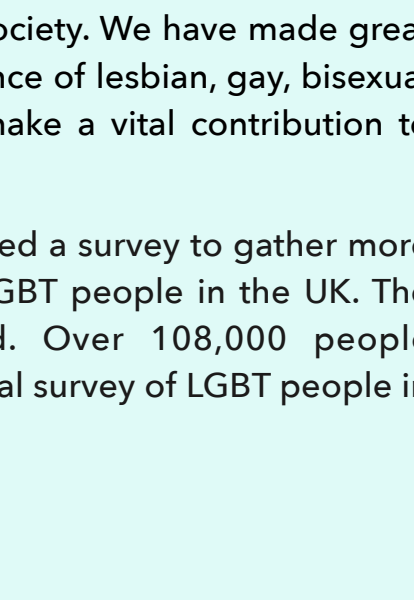 ociety. We have made grea
nce of lesbian, gay, bisexua
nake a vital contribution to
ed a survey to gather more
GBT people in the UK. The
d. Over 108,000 people
al survey of LGBT people in